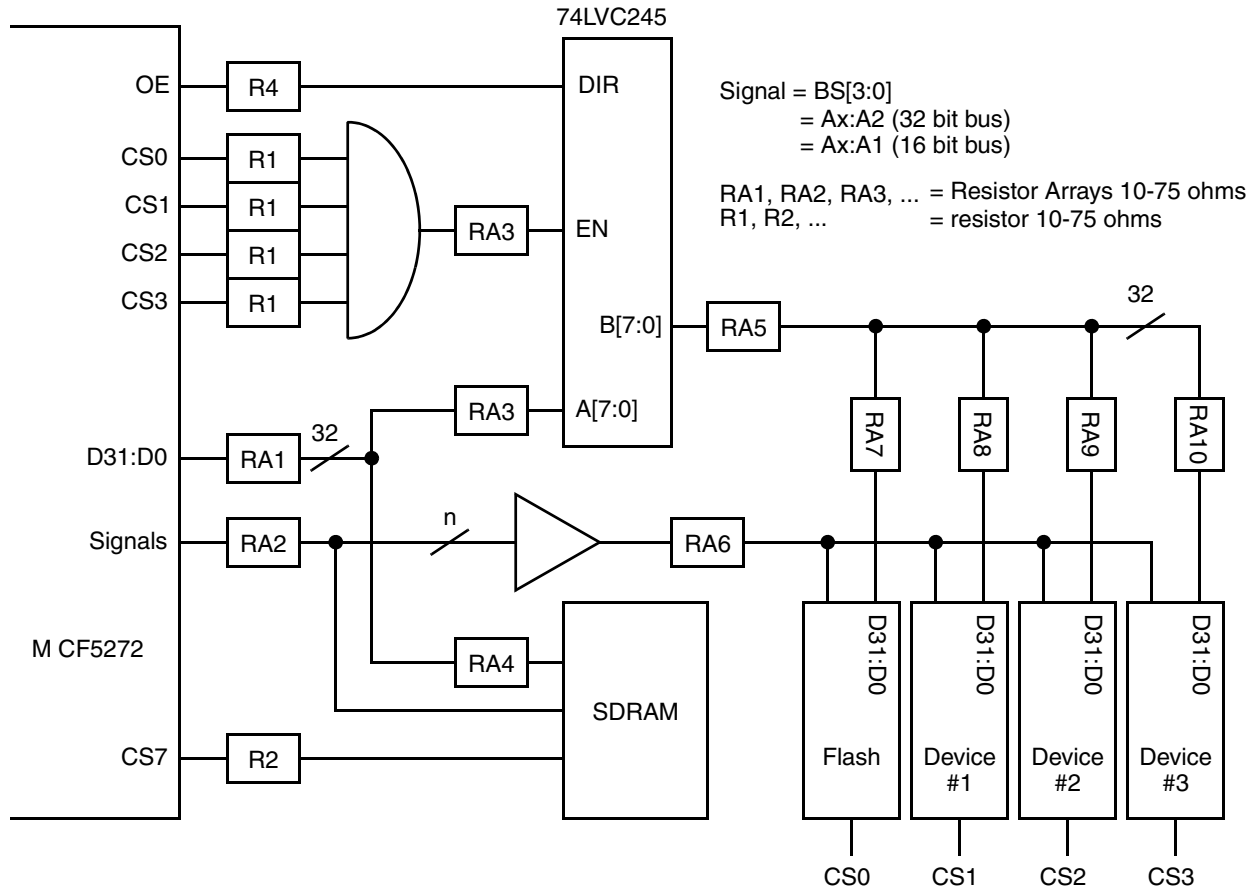 74LVC245
OE
R4
DIR
Signal = BS[3:0]
= Ax:A2 (32 bit bus)
= Ax:A1 (16 bit bus)
CS0
R1
CS1
R1
CS2
R1
CS3
R1
RA3
EN
RA1, RA2, RA3, ... = Resistor Arrays 10-75 ohms
R1, R2, ... = resistor 10-75 ohms
B[7:0]
RA5
32
RA3
A[7:0]
RA7
RA8
RA9
RA10
D31:D0
RA1
32
Signals
RA2
n
RA6
M CF5272
RA4
SDRAM
CS7
R2
D31:D0
D31:D0
D31:D0
D31:D0
Flash
Device
#1
Device
#2
Device
#3
CS0
CS1
CS2
CS3